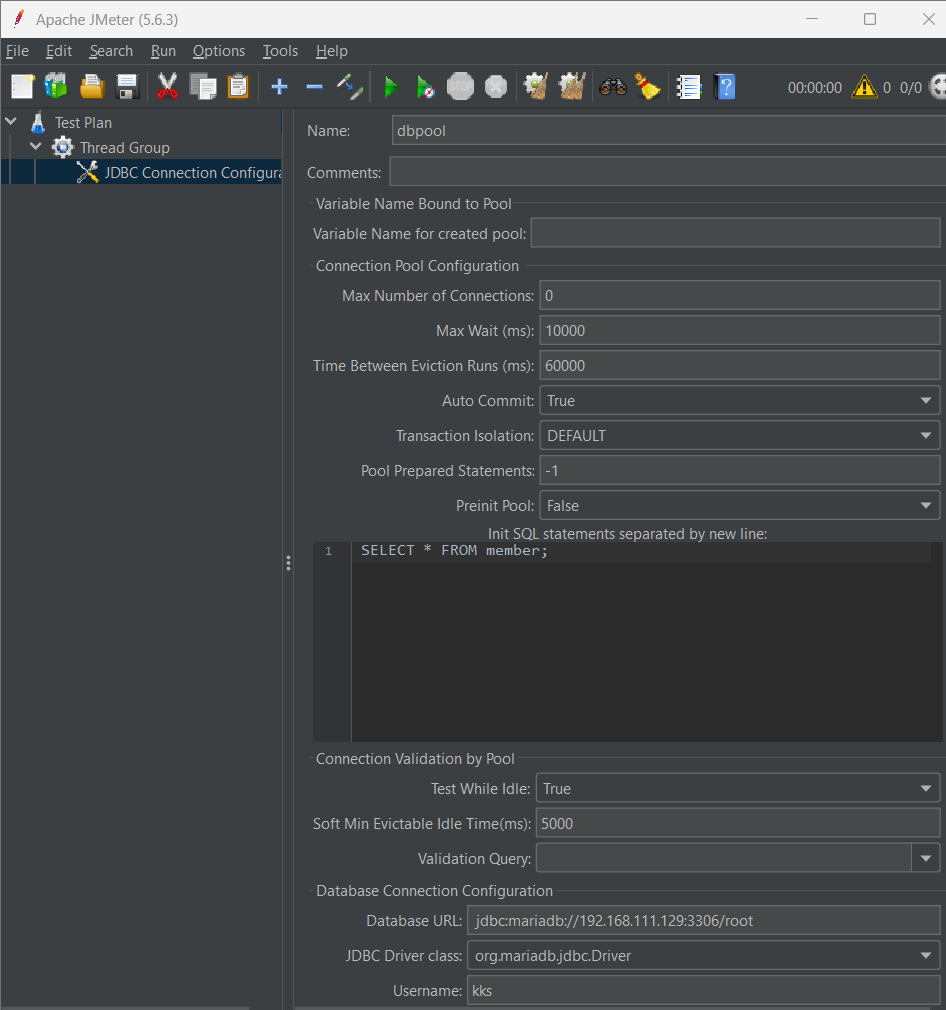 Apache JMeter (5.6.3)
File Edit Search Run Options Tools Help
STOP 00:00:00 0 0/0
Test Plan
Thread Group
JDBC Connection Configura
Name: dbpool
Comments:
Variable Name Bound to Pool
Variable Name for created pool:
Connection Pool Configuration
Max Number of Connections: 0
Max Wait (ms): 10000
Time Between Eviction Runs (ms): 60000
Auto Commit: True
Transaction Isolation: DEFAULT
Pool Prepared Statements: -1
Preinit Pool: False
Init SQL statements separated by new line:
1 SELECT * FROM member;
Connection Validation by Pool
Test While Idle: True
Soft Min Evictable Idle Time(ms): 5000
Validation Query:
Database Connection Configuration
Database URL: jdbc:mariadb://192.168.111.129:3306/root
JDBC Driver class: org.mariadb.jdbc.Driver
Username: kks